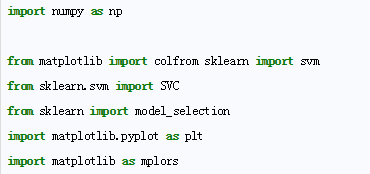 import numpy as np
from matplotlib import colfrom sklearn import svm
from sklearn.svm import SVC
from sklearn import model_selection
import matplotlib.pyplot as plt
import matplotlib as mplors